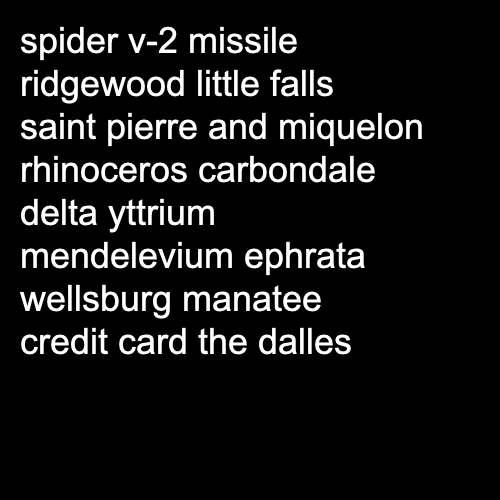 spider v-2 missile
ridgewood little falls
saint pierre and miquelon
rhinoceros carbondale
delta yttrium
mendelevium ephrata
wellsburg manatee
credit card the dalles